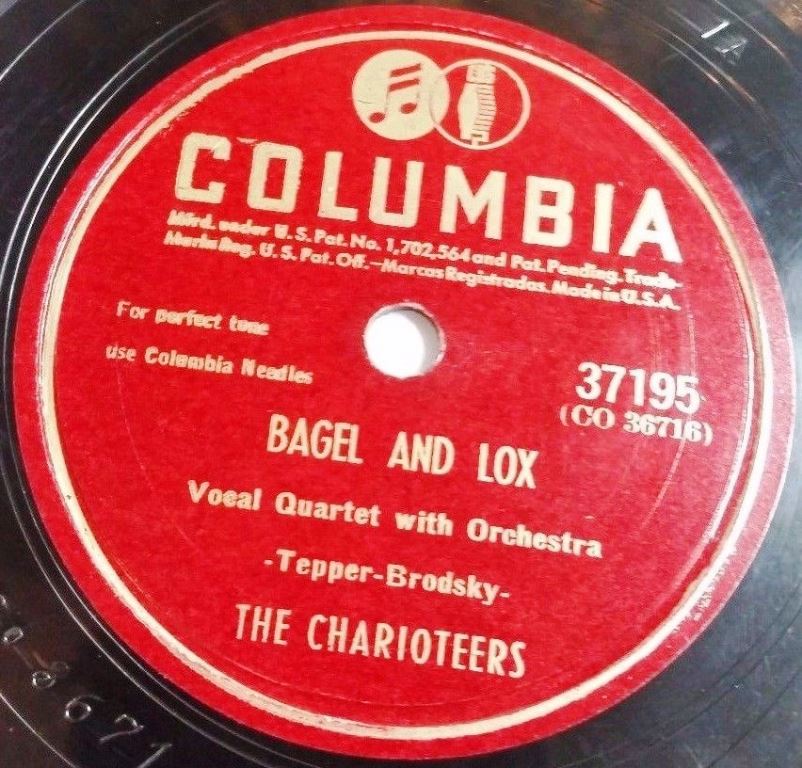 1A
COLUMBIA
Mfrd. under U.S. Pat. No. 1,702,564 and Pat. Pending. Trade-
Marks Reg. U.S. Pat. Off.—Marcas Registradas. Made in U.S.A.
For perfect tone
use Columbia Needles
37195
(CO 36716)
BAGEL AND LOX
Vocal Quartet with Orchestra
-Tepper-Brodsky-
THE CHARIOTEERS